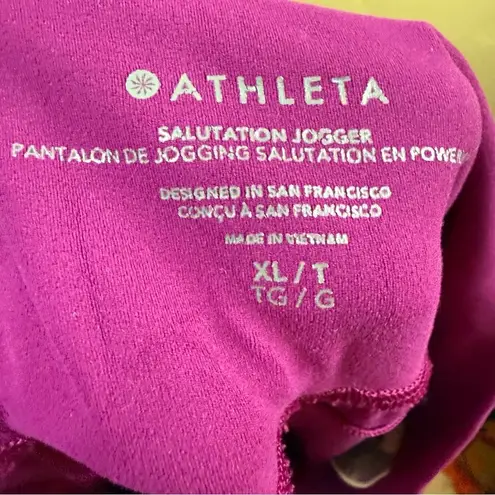 ATHLETA
SALUTATION JOGGER
PANTALON DE JOGGING SALUTATION EN
DESIGNED IN SAN FRANCISCO
CONÇU À SAN FRANCISCO
MADE IN VIETNAM
XL / T
TG / G